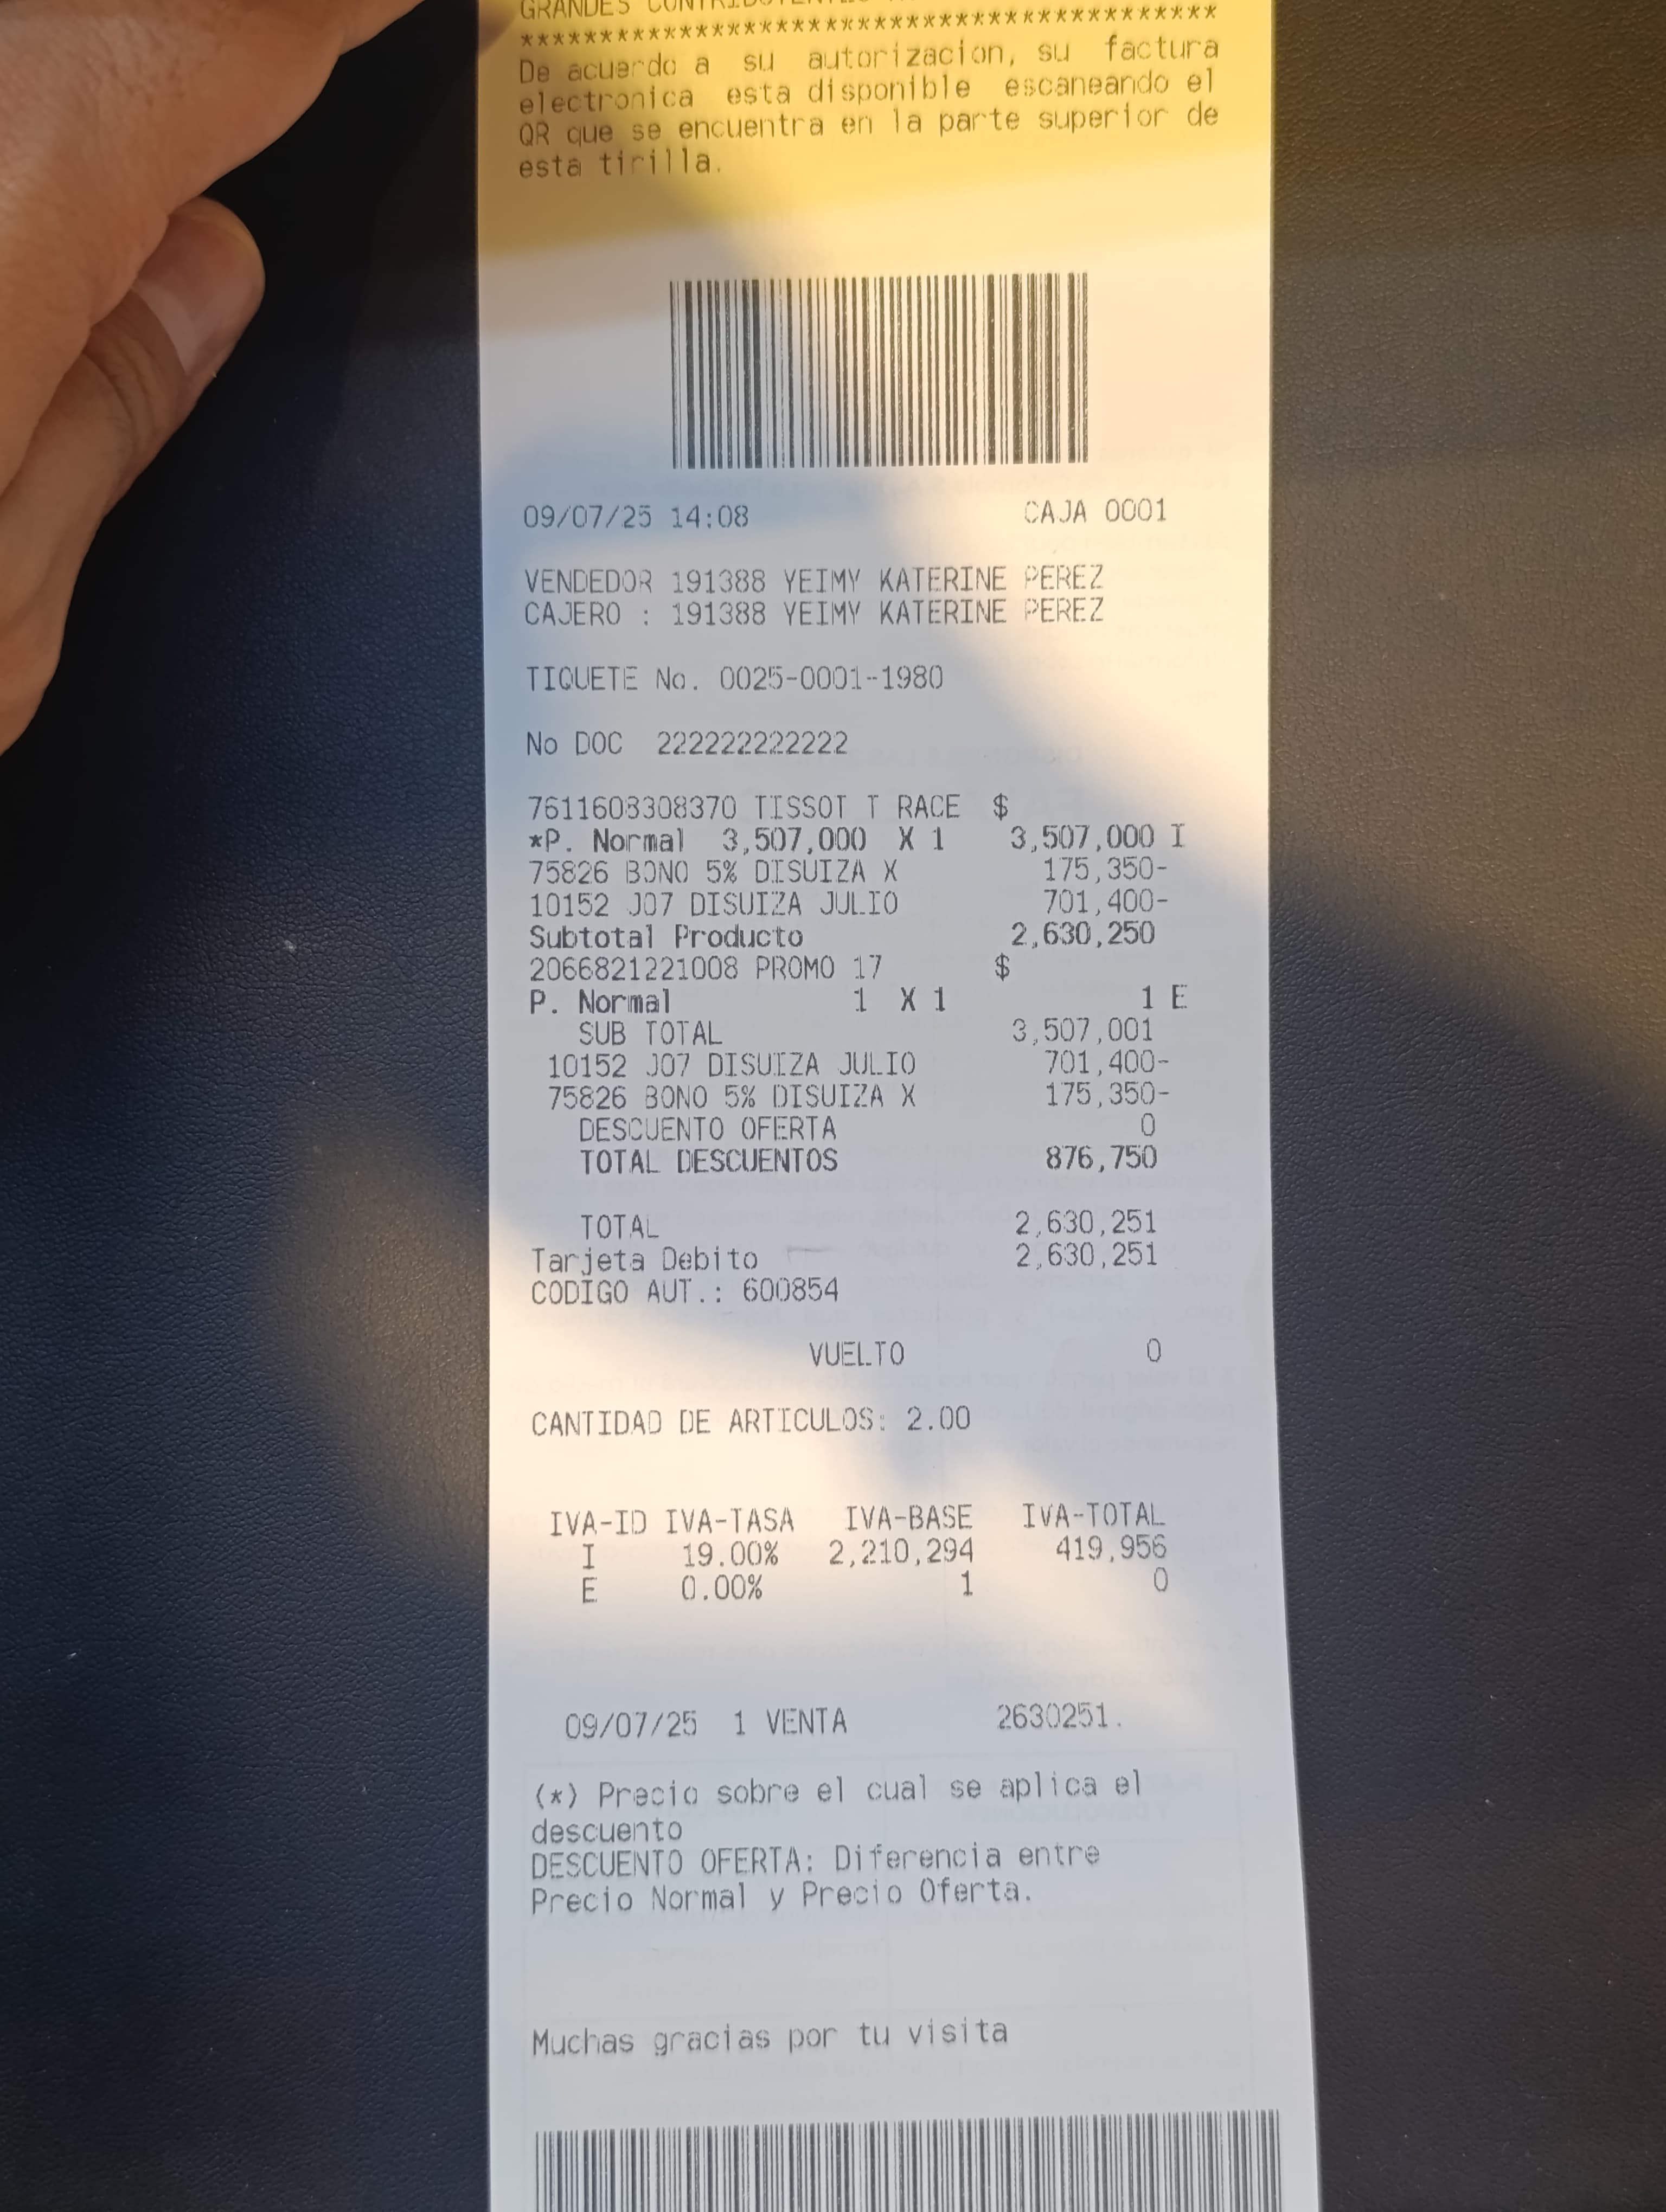 GRANDES
****************************************************
De acuerdo a su autorizacion, su factura
electronica esta disponible escaneando el
QR que se encuentra en la parte superior de
esta tirilla.
09/07/25 14:08 CAJA 0001
VENDEDOR 191388 YEIMY KATERINE PEREZ
CAJERO : 191388 YEIMY KATERINE PEREZ
TIQUETE No. 0025-0001-1980
No DOC 222222222222
7611608308370 TISSOT T RACE $
*P. Normal 3,507,000 X 1 3,507,000 I
75826 BONO 5% DISUIZA X 175,350-
10152 J07 DISUIZA JULIO 701,400-
Subtotal Producto 2,630,250
2066821221008 PROMO 17 $
P. Normal 1 X 1 1 E
SUB TOTAL 3,507,001
10152 J07 DISUIZA JULIO 701,400-
75826 BONO 5% DISUIZA X 175,350-
DESCUENTO OFERTA 0
TOTAL DESCUENTOS 876,750
TOTAL 2,630,251
Tarjeta Debito 2,630,251
CODIGO AUT.: 600854
VUELTO 0
CANTIDAD DE ARTICULOS: 2.00
IVA-ID IVA-TASA IVA-BASE IVA-TOTAL
I 19.00% 2,210,294 419,956
E 0.00% 1 0
09/07/25 1 VENTA 2630251.
(*) Precio sobre el cual se aplica el
descuento
DESCUENTO OFERTA: Diferencia entre
Precio Normal y Precio Oferta.
Muchas gracias por tu visita